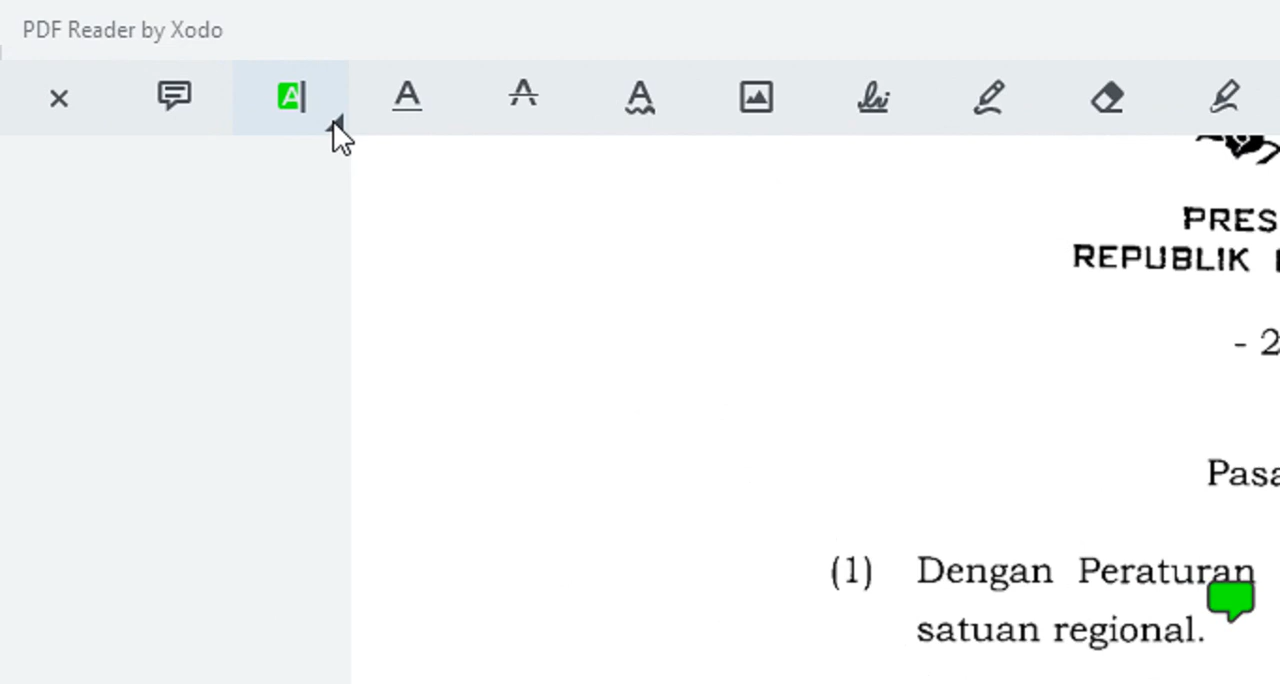 PDF Reader by Xodo
PRES
REPUBLIK
- 2
Pasa
(1) Dengan Peraturan
satuan regional.